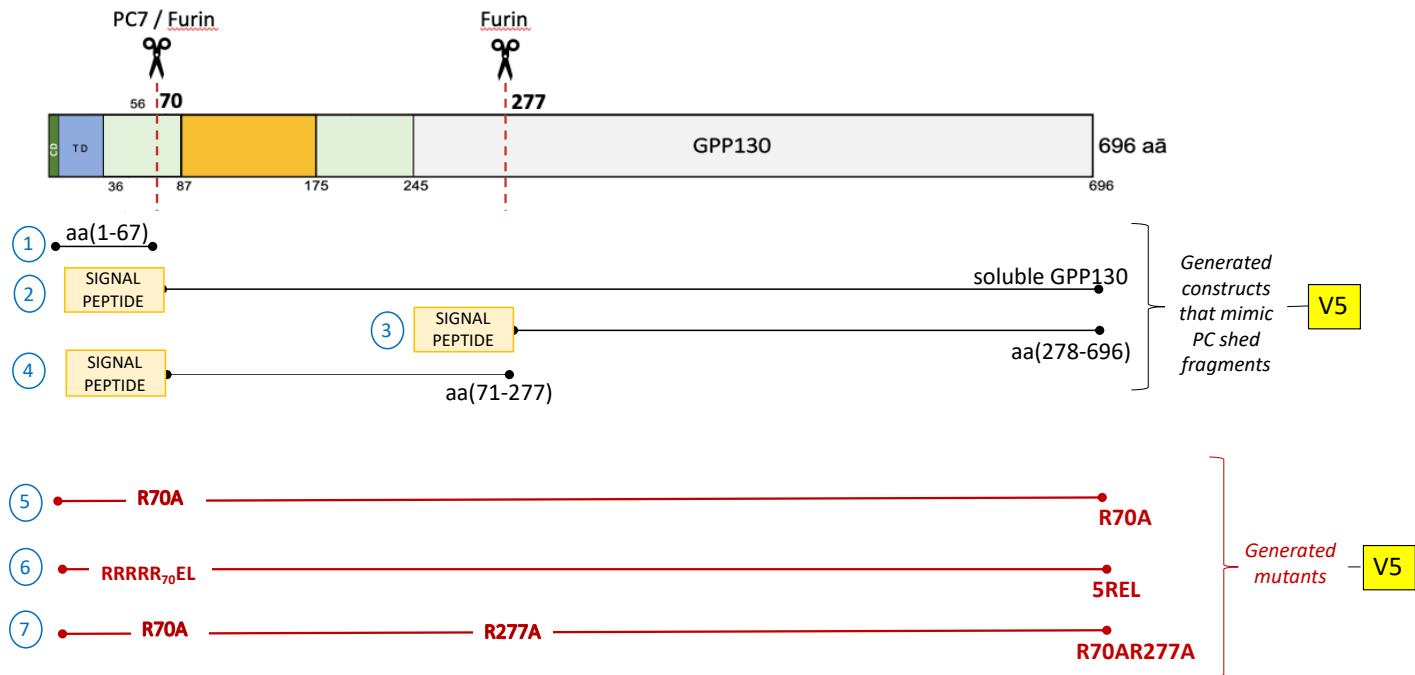 PC7 / Furin
Furin
56
70
277
CD
TD
GPP130
696 aā
36
87
175
245
696
1
aa(1-67)
SIGNAL
PEPTIDE
2
soluble GPP130
3
SIGNAL
PEPTIDE
aa(278-696)
4
SIGNAL
PEPTIDE
aa(71-277)
Generated
constructs
that mimic
PC shed
fragments
V5
5
R70A
R70A
6
RRRRR₇₀EL
5REL
7
R70A
R277A
R70AR277A
Generated
mutants
V5